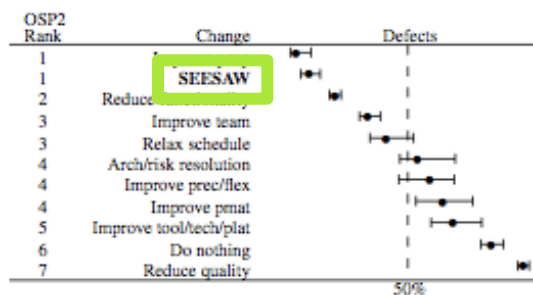 OSP2
Rank Change Defects
1
1 SEESAW
2 Reduce
3 Improve team
3 Relax schedule
4 Arch/risk resolution
4 Improve prec/flex
4 Improve pmat
5 Improve tool/tech/plat
6 Do nothing
7 Reduce quality
50%